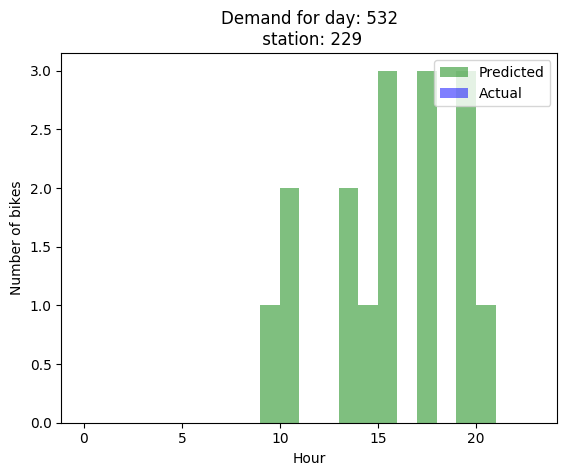 Demand for day: 532
station: 229
Predicted
Actual
3.0
2.5
2.0
1.5
1.0
0.5
0.0
Number of bikes
0 5 10 15 20
Hour